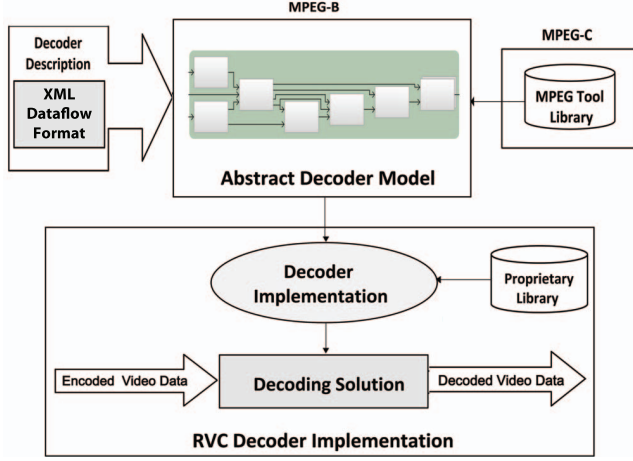 MPEG-B
Decoder
Description
XML
Dataflow
Format
MPEG-C
MPEG Tool
Library
Abstract Decoder Model
Decoder
Implementation
Proprietary
Library
Encoded Video Data
Decoding Solution
Decoded Video Data
RVC Decoder Implementation